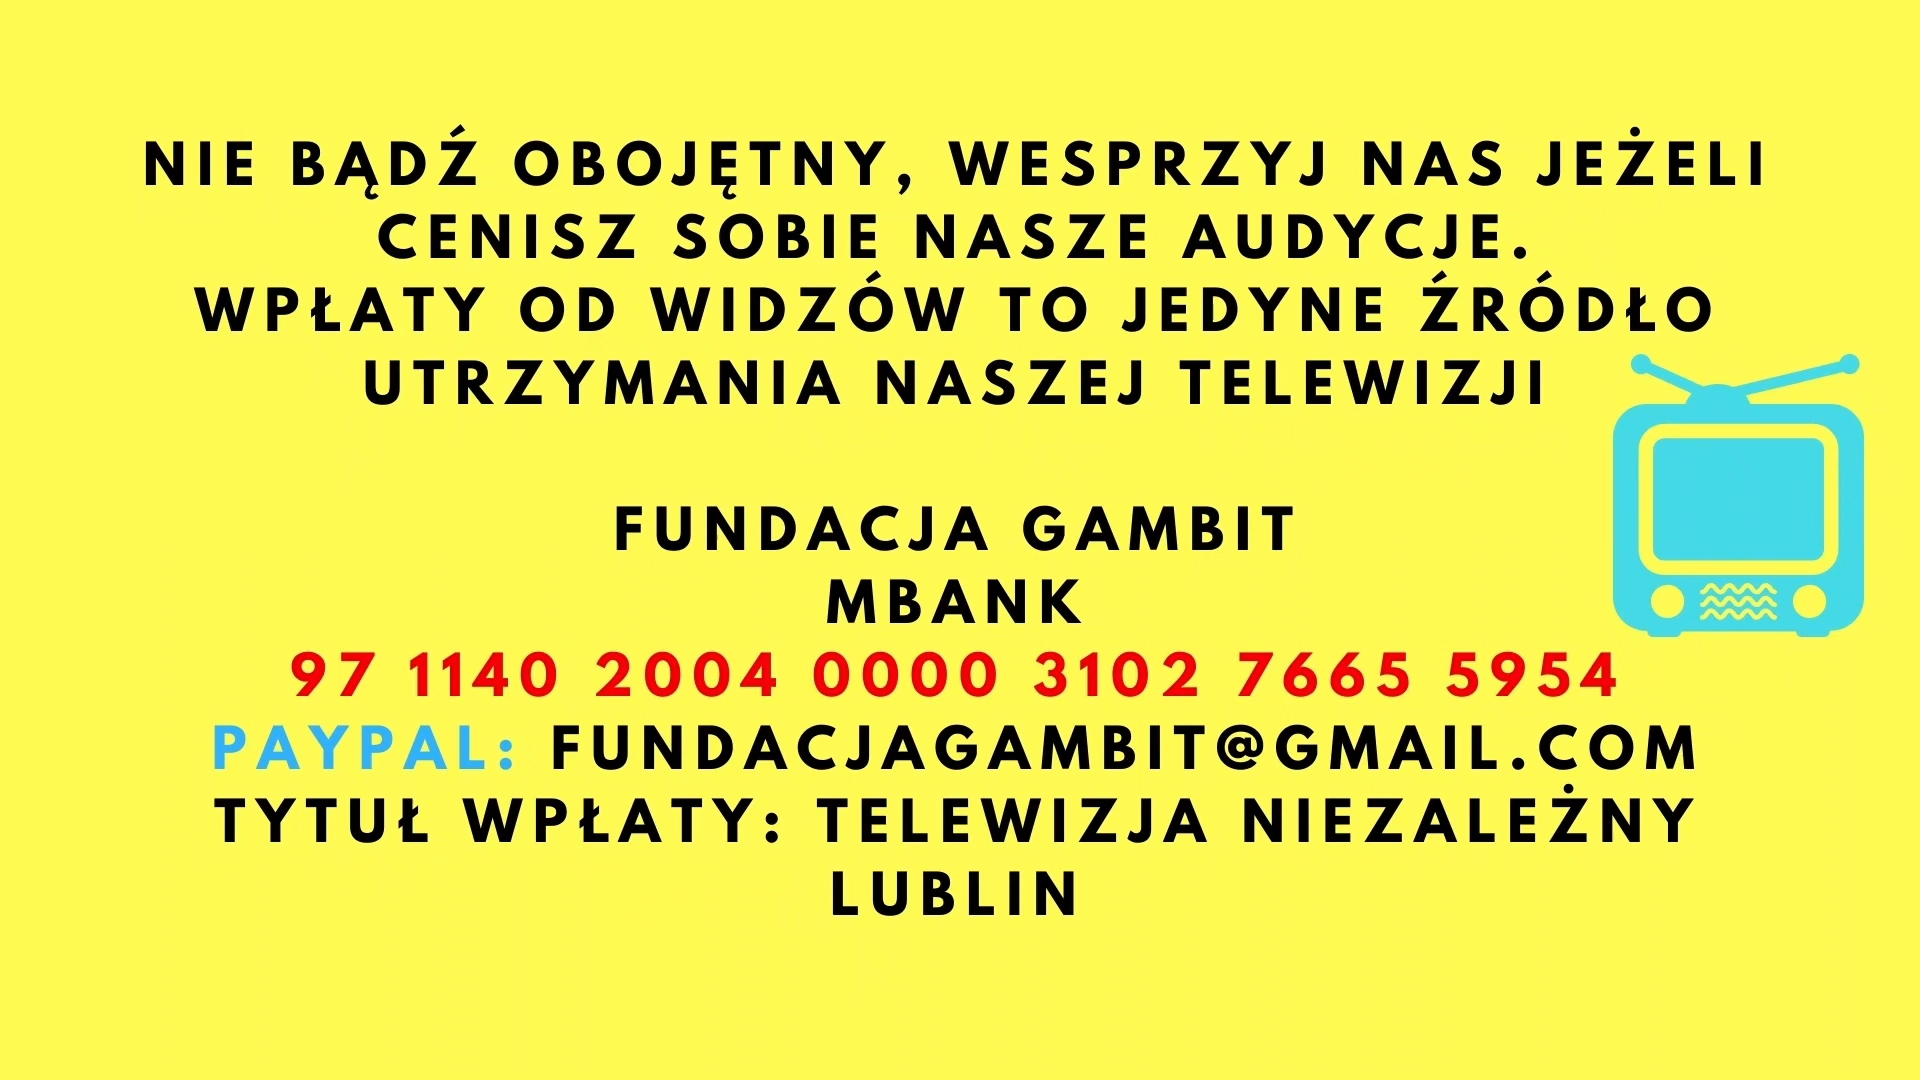 NIE BĄDŹ OBOJĘTNY, WESPRZYJ NAS JEŻELI
CENISZ SOBIE NASZE AUDYCJE.
WPŁATY OD WIDZÓW TO JEDYNE ŹRÓDŁO
UTRZYMANIA NASZEJ TELEWIZJI
FUNDACJA GAMBIT
MBANK
97 1140 2004 0000 3102 7665 5954
PAYPAL: FUNDACJAGAMBIT@GMAIL.COM
TYTUŁ WPŁATY: TELEWIZJA NIEZALEŻNY
LUBLIN